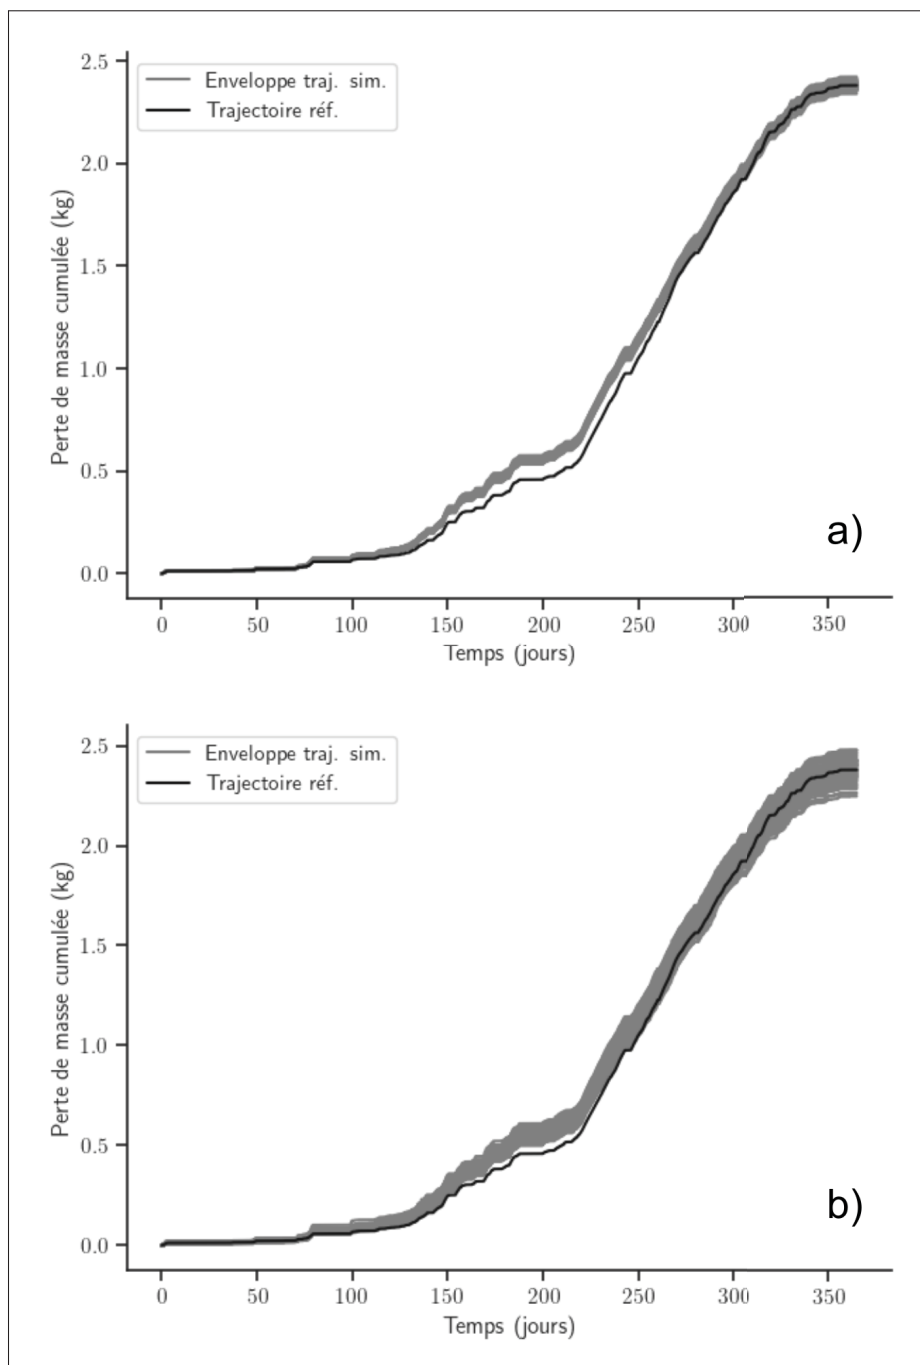 2.5
Enveloppe traj. sim.
Trajectoire réf.
2.0
1.5
1.0
0.5
0.0
Perte de masse cumulée (kg)
a)
0 50 100 150 200 250 300 350
Temps (jours)
2.5
Enveloppe traj. sim.
Trajectoire réf.
2.0
1.5
1.0
0.5
0.0
Perte de masse cumulée (kg)
b)
0 50 100 150 200 250 300 350
Temps (jours)